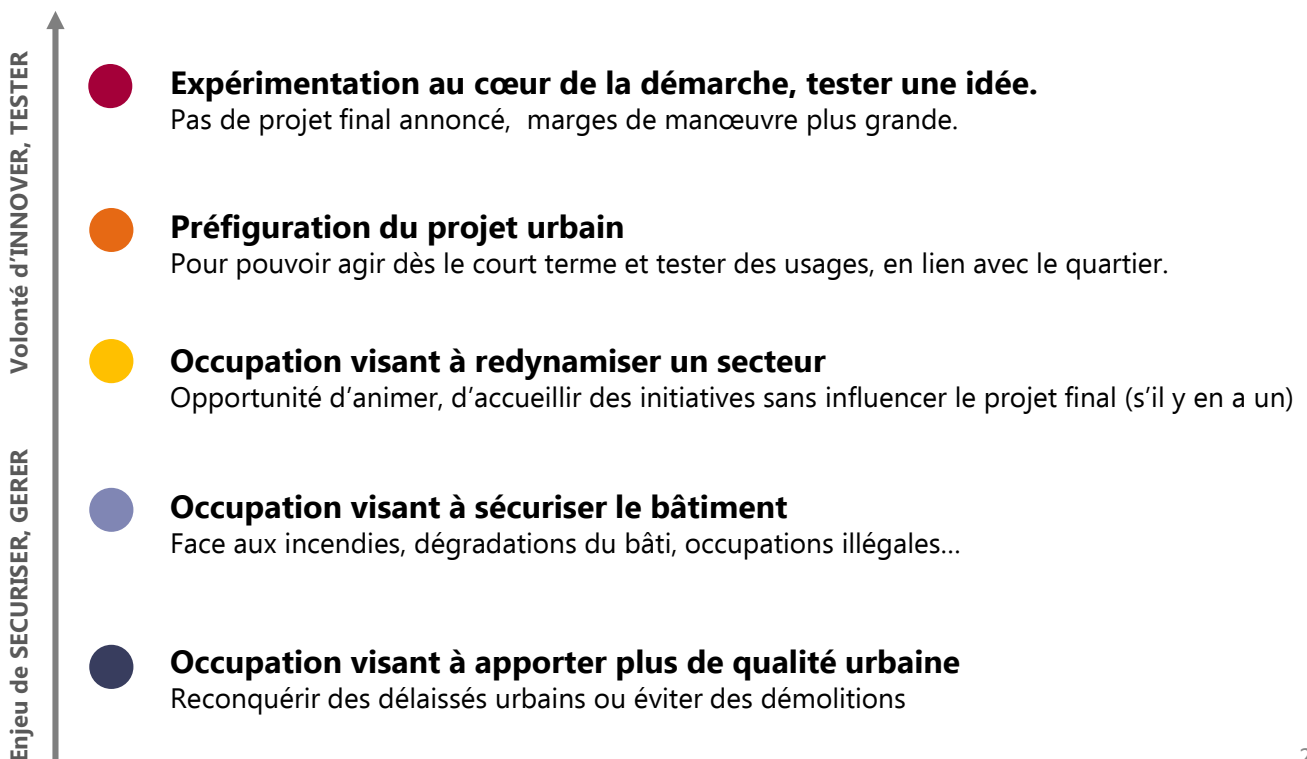 Volonté d'INNOVER, TESTER
Enjeu de SECURISER, GERER
Expérimentation au cœur de la démarche, tester une idée.
Pas de projet final annoncé, marges de manœuvre plus grande.
Préfiguration du projet urbain
Pour pouvoir agir dès le court terme et tester des usages, en lien avec le quartier.
Occupation visant à redynamiser un secteur
Opportunité d'animer, d'accueillir des initiatives sans influencer le projet final (s'il y en a un)
Occupation visant à sécuriser le bâtiment
Face aux incendies, dégradations du bâti, occupations illégales…
Occupation visant à apporter plus de qualité urbaine
Reconquérir des délaissés urbains ou éviter des démolitions